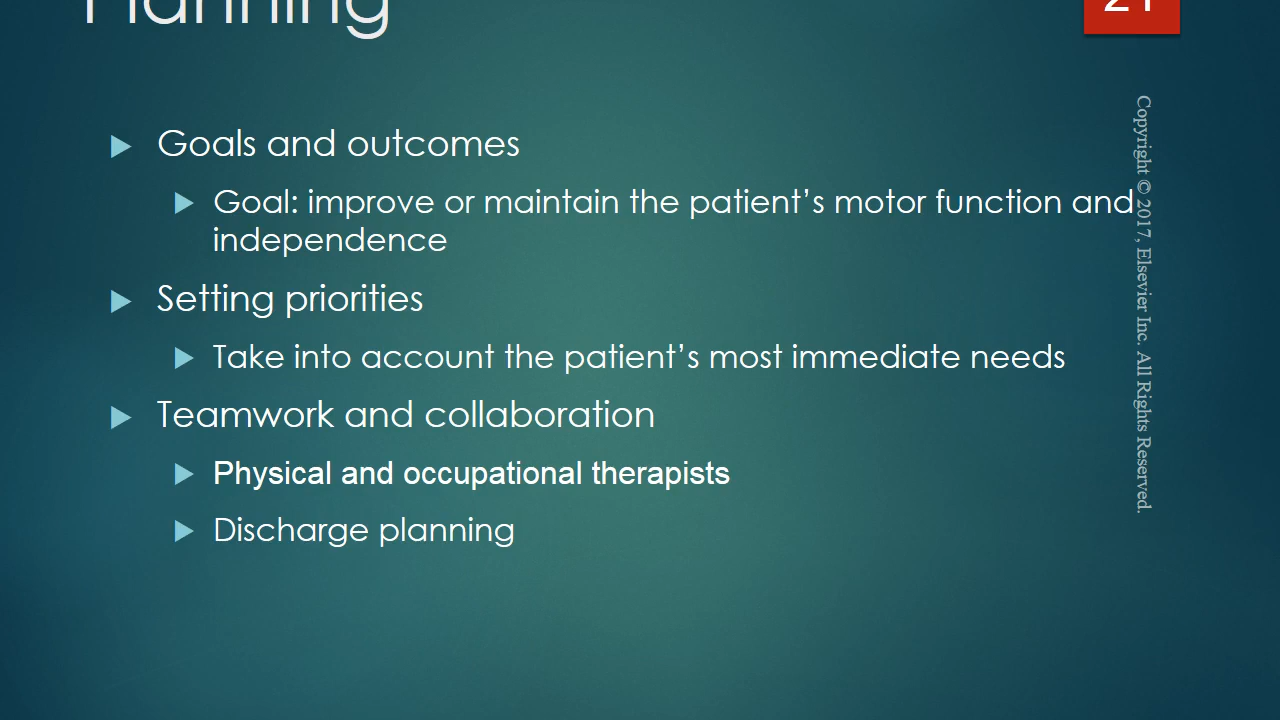 Planning
21
Goals and outcomes
Goal: improve or maintain the patient's motor function and
independence
Setting priorities
Take into account the patient's most immediate needs
Teamwork and collaboration
Physical and occupational therapists
Discharge planning
Copyright © 2017, Elsevier Inc. All Rights Reserved.